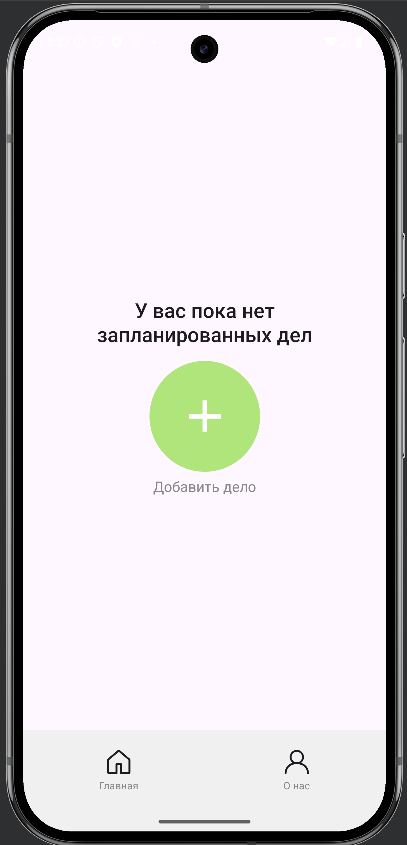 У вас пока нет
запланированных дел
Добавить дело
Главная
О нас